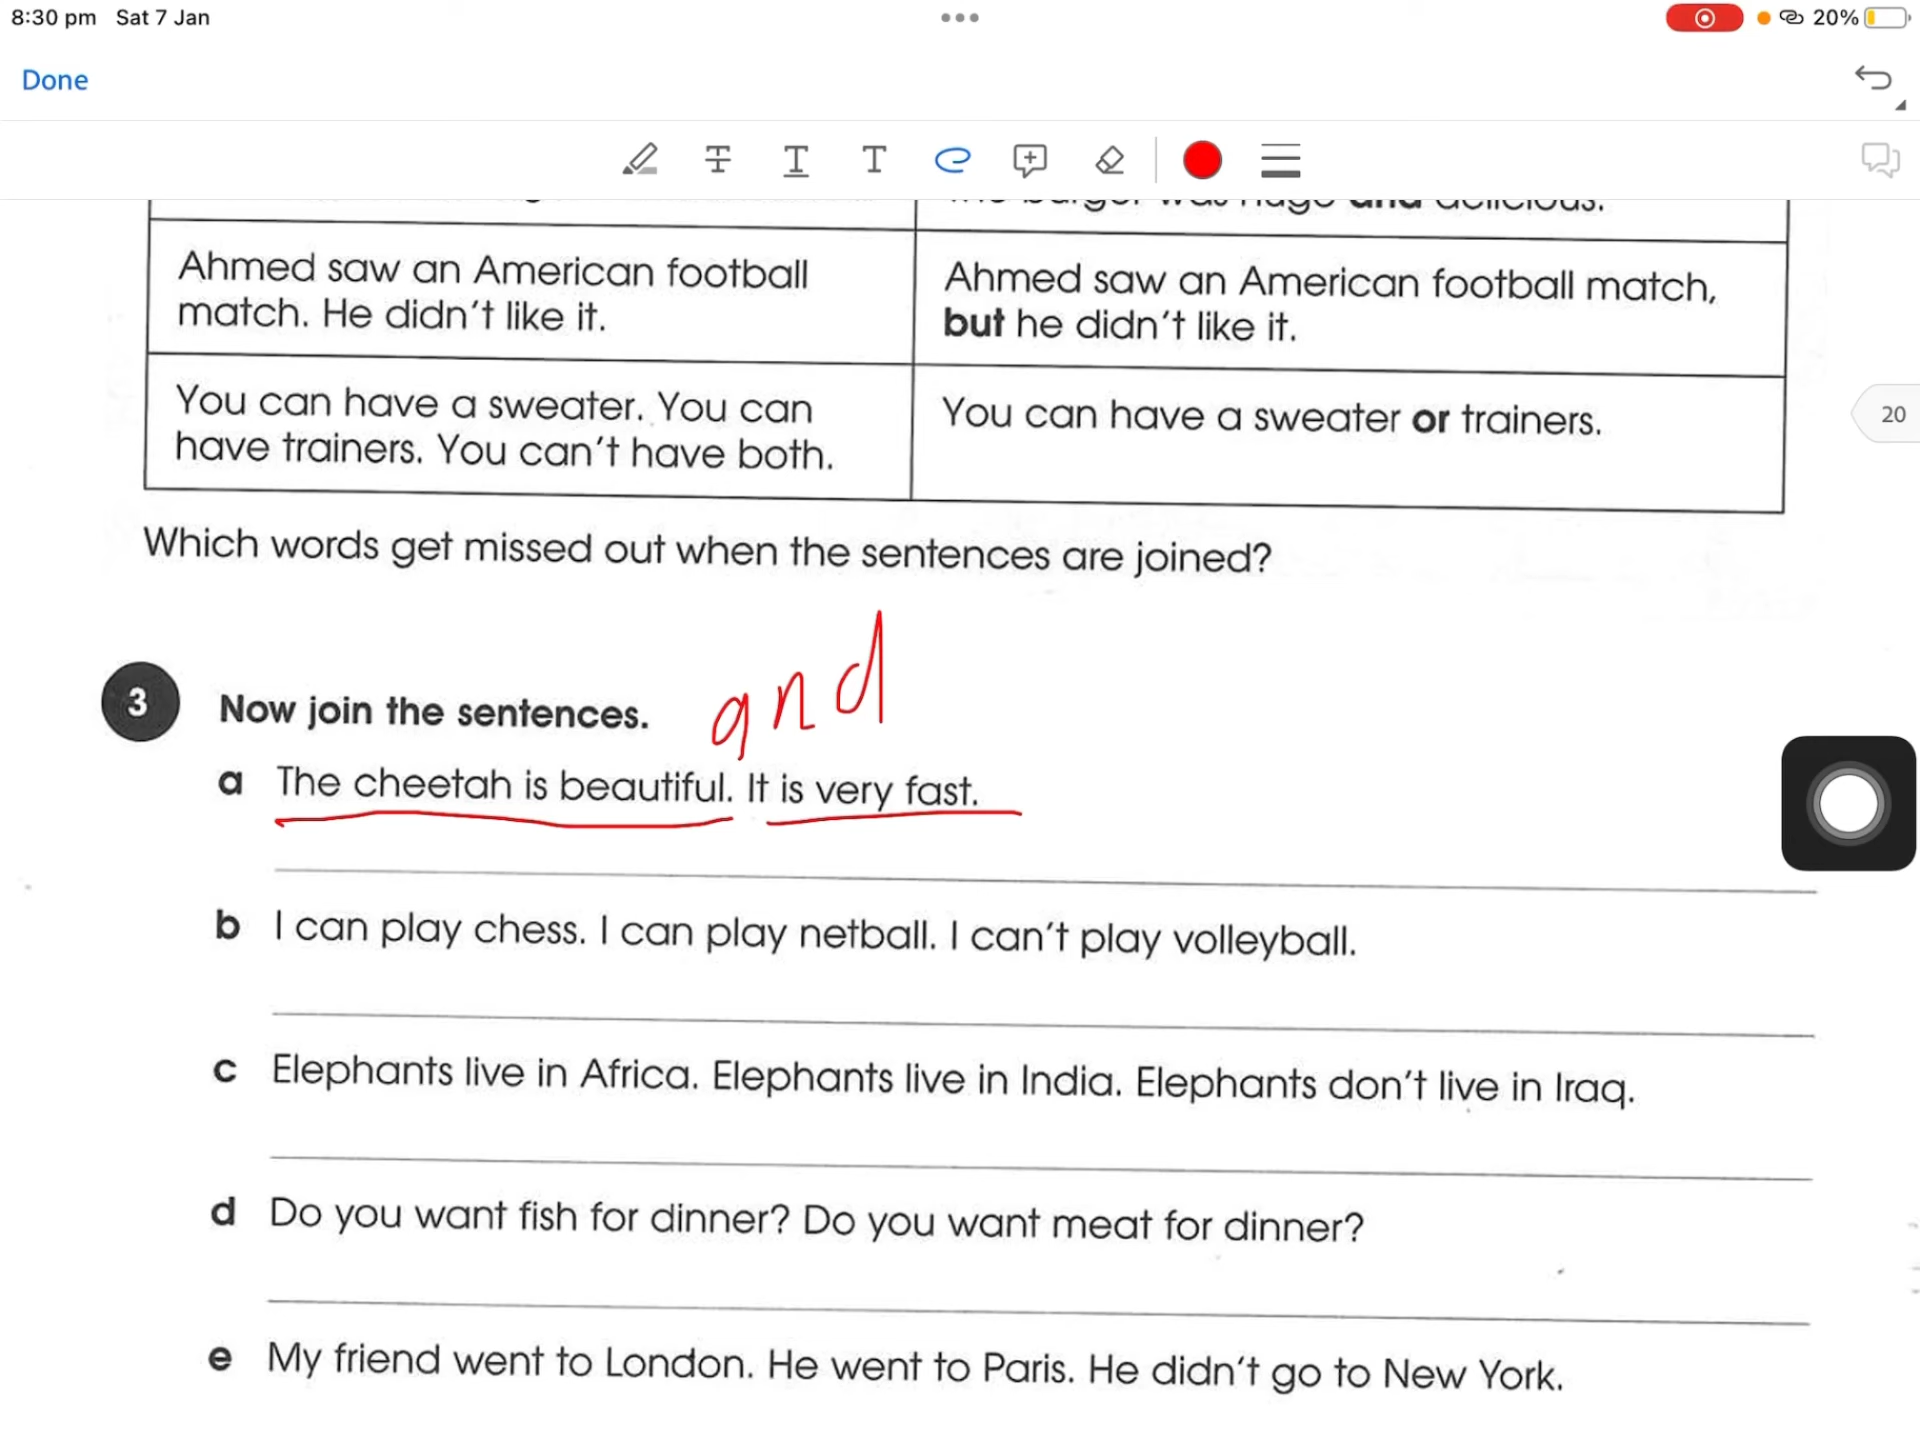 8:30 pm Sat 7 Jan
20%
Done
The burger was huge and delicious.
Ahmed saw an American football
match. He didn't like it.
Ahmed saw an American football match,
but he didn't like it.
You can have a sweater. You can
have trainers. You can't have both.
You can have a sweater or trainers.
20
Which words get missed out when the sentences are joined?
and
3 Now join the sentences.
a The cheetah is beautiful. It is very fast.
b I can play chess. I can play netball. I can't play volleyball.
c Elephants live in Africa. Elephants live in India. Elephants don't live in Iraq.
d Do you want fish for dinner? Do you want meat for dinner?
e My friend went to London. He went to Paris. He didn't go to New York.